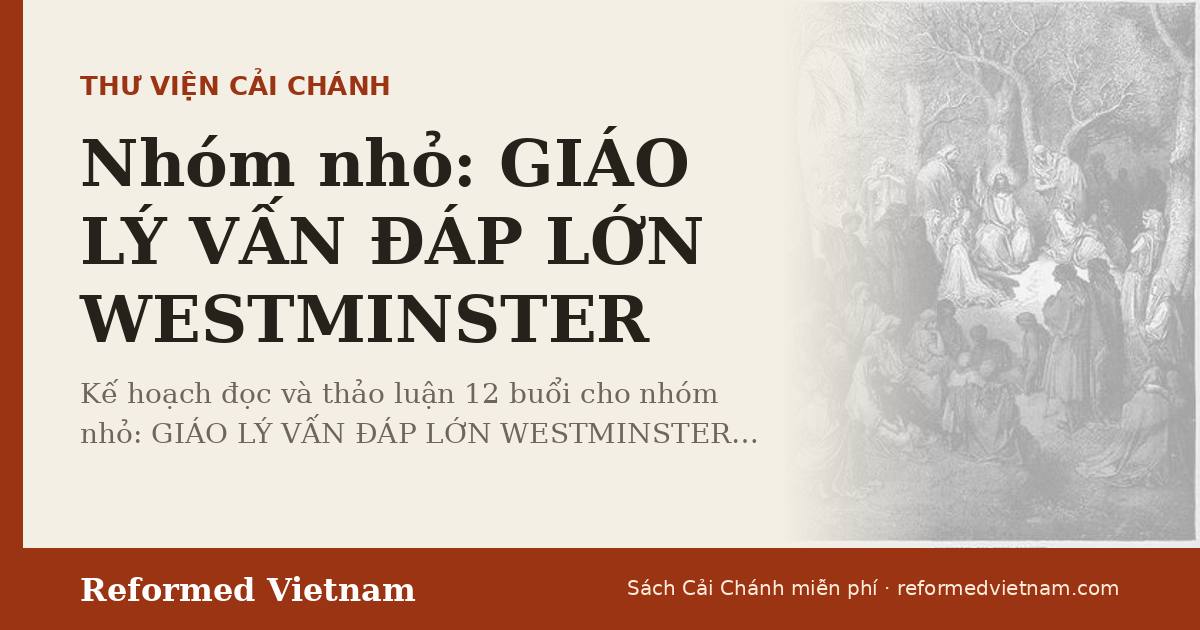 THƯ VIỆN CẢI CHÁNH
Nhóm nhỏ: GIÁO
LÝ VẤN ĐÁP LỚN
WESTMINSTER
Kế hoạch đọc và thảo luận 12 buổi cho nhóm
nhỏ: GIÁO LÝ VẤN ĐÁP LỚN WESTMINSTER…
Reformed Vietnam
Sách Cải Chánh miễn phí · reformedvietnam.com